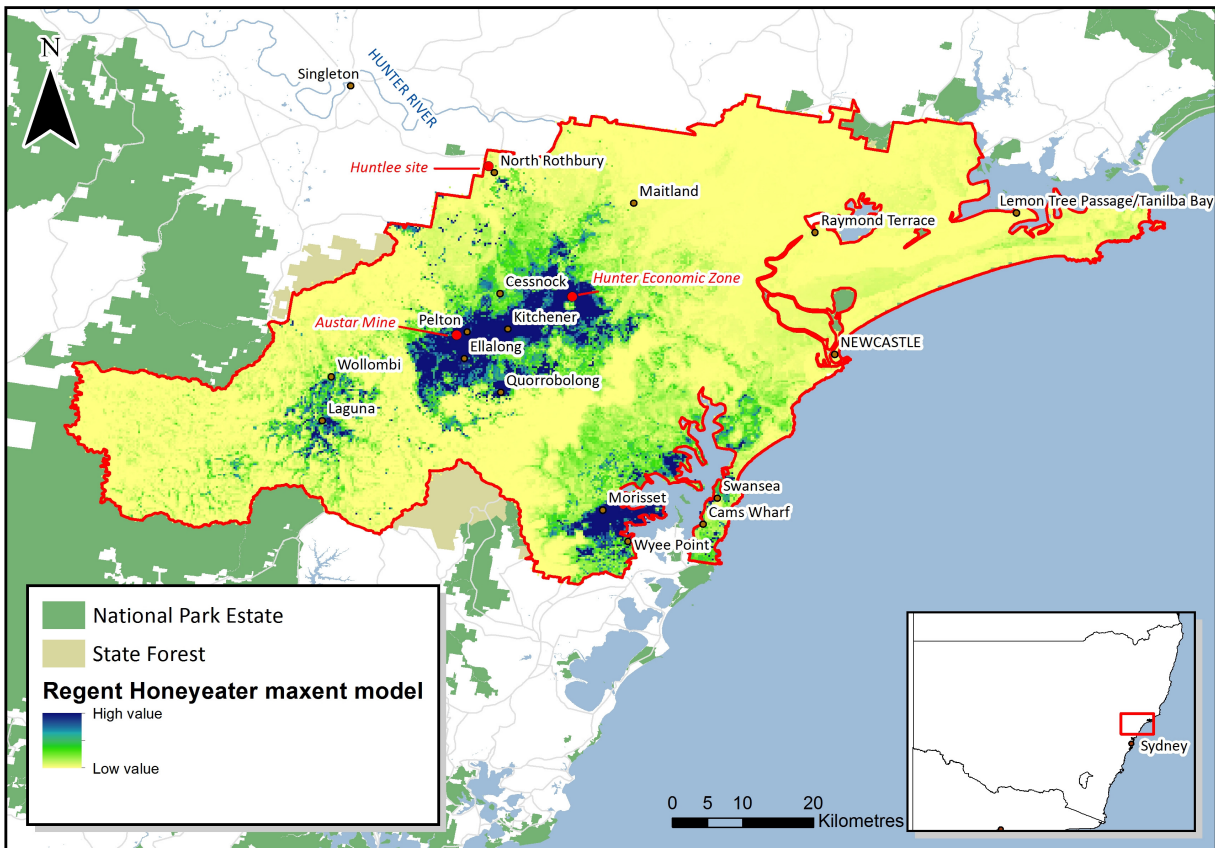 N
Singleton
HUNTER RIVER
Huntlee site
North Rothbury
Maitland
Lemon Tree Passage/Tanilba Bay
Raymond Terrace
Cessnock
Hunter Economic Zone
Austar Mine
Pelton
Kitchener
Ellalong
NEWCASTLE
Wollombi
Quorrobolong
Laguna
Swansea
Morisset
Cams Wharf
Wyee Point
National Park Estate
State Forest
Regent Honeyeater maxent model
High value
Low value
0 5 10 20
Kilometres
Sydney